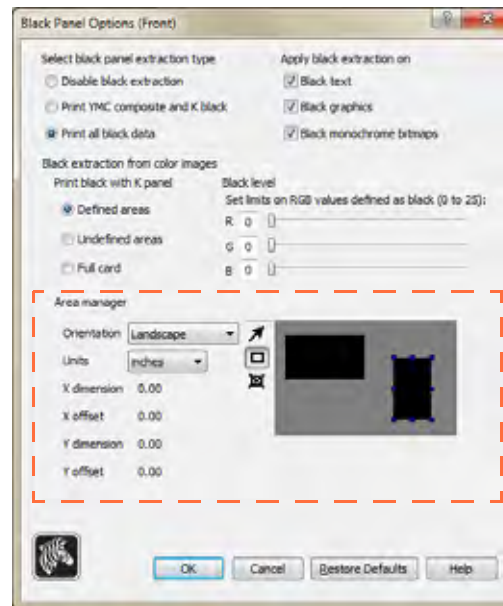 Black Panel Options (Front)
?
Select black panel extraction type
Apply black extraction on
Disable black extraction
Black text
Print YMC composite and K black
Black graphics
Print all black data
Black monochrome bitmaps
Black extraction from color images
Print black with K panel
Black level
Set limits on RGB values defined as black (0 to 25):
Defined areas
R 0
Undefined areas
G 0
Full card
B 0
Area manager
Orientation Landscape
Units inches
X dimension 0.00
X offset 0.00
Y dimension 0.00
Y offset 0.00
OK Cancel Restore Defaults Help